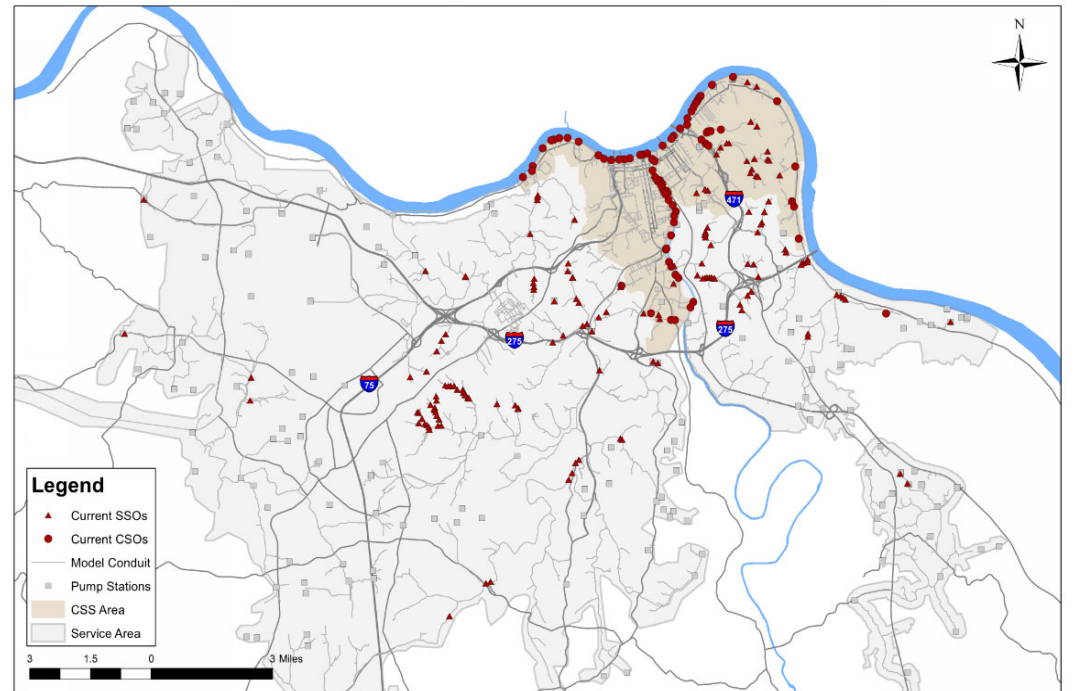 N
471
275
275
75
Legend
Current SSOs
Current CSOs
Model Conduit
Pump Stations
CSS Area
Service Area
3 1.5 0 3 Miles